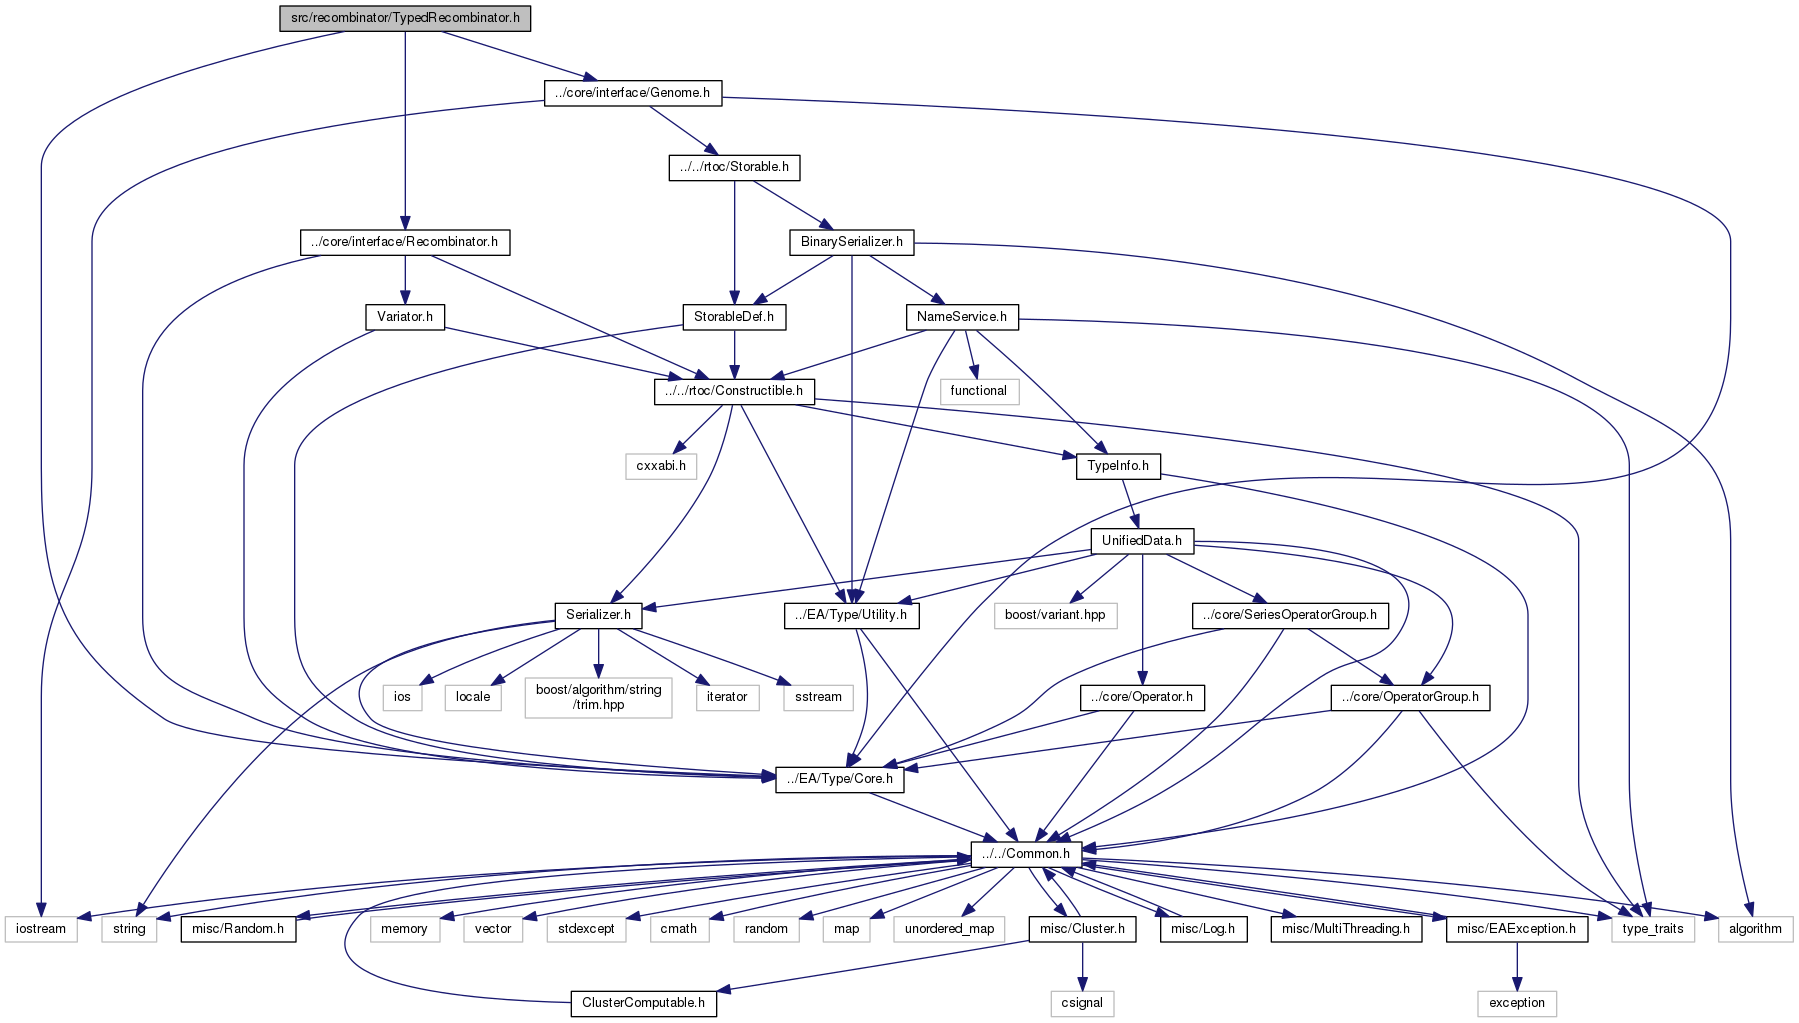 src/recombinator/TypedRecombinator.h
../core/interface/Genome.h
../../rtoc/Storable.h
../core/interface/Recombinator.h
BinarySerializer.h
Variator.h
StorableDef.h
NameService.h
../../rtoc/Constructible.h
functional
cxxabi.h
TypeInfo.h
UnifiedData.h
Serializer.h
../EA/Type/Utility.h
boost/variant.hpp
../core/SeriesOperatorGroup.h
ios
locale
boost/algorithm/string
/trim.hpp
iterator
sstream
../core/Operator.h
../core/OperatorGroup.h
../EA/Type/Core.h
../../Common.h
iostream
string
misc/Random.h
memory
vector
stdexcept
cmath
random
map
unordered_map
misc/Cluster.h
misc/Log.h
misc/MultiThreading.h
misc/EAException.h
type_traits
algorithm
ClusterComputable.h
csignal
exception